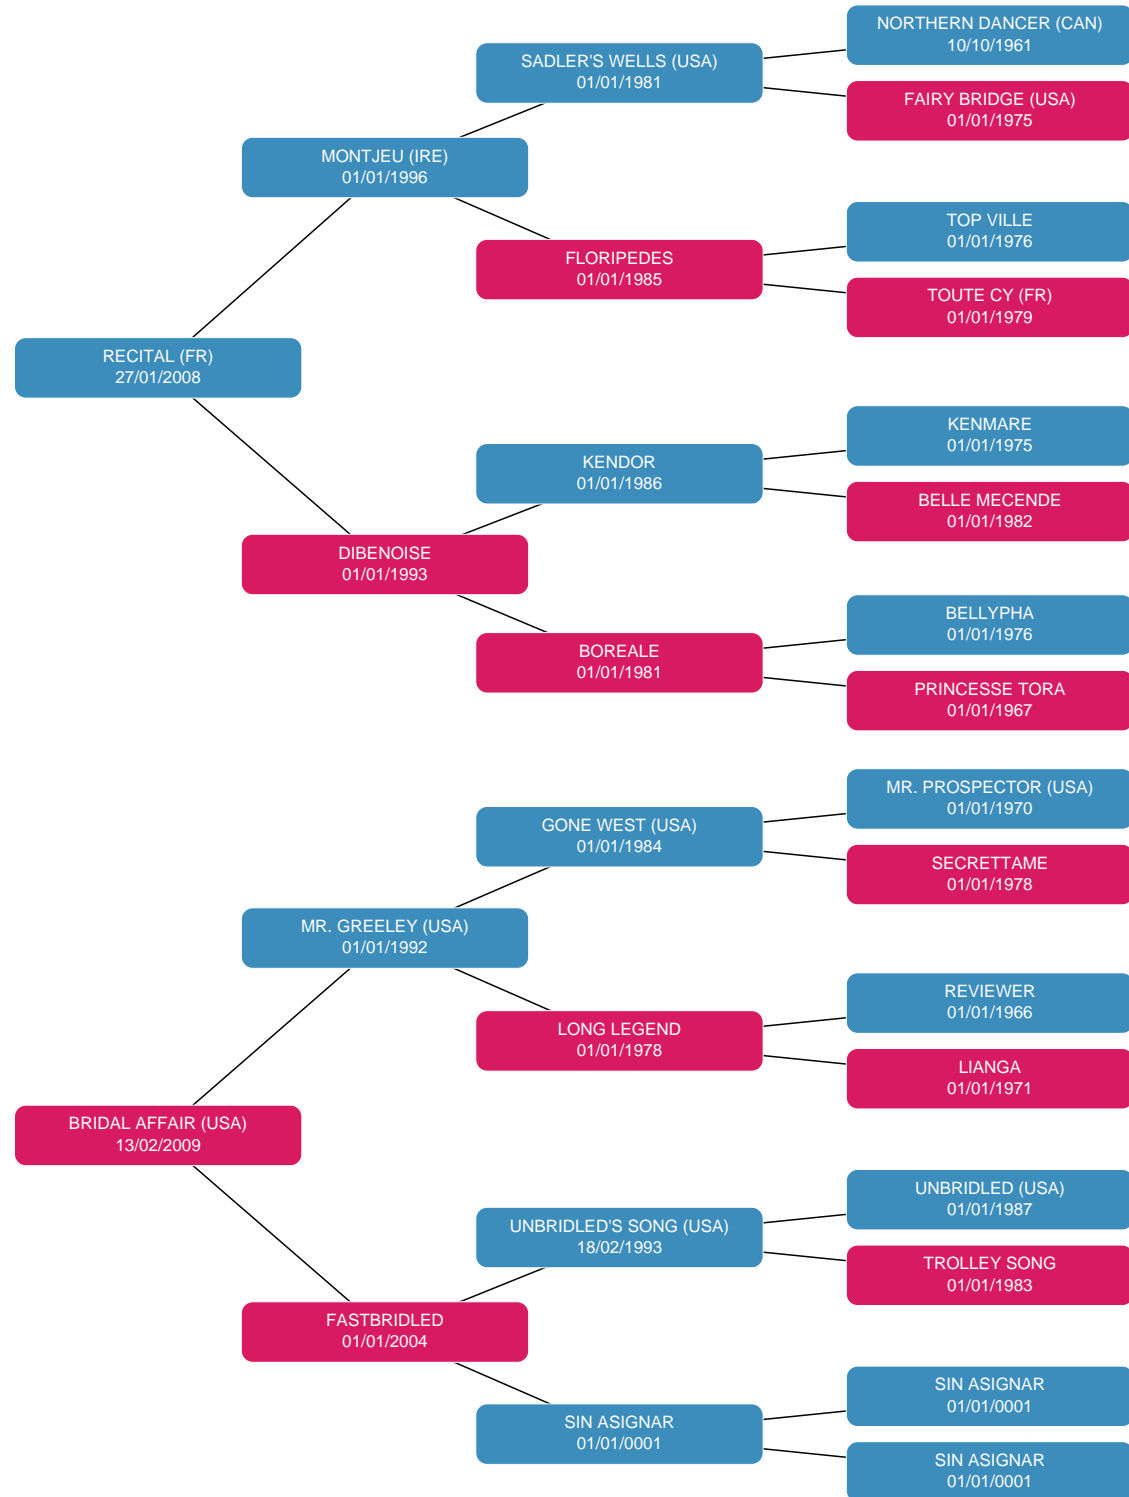 NORTHERN DANCER (CAN)
10/10/1961
SADLER'S WELLS (USA)
01/01/1981
FAIRY BRIDGE (USA)
01/01/1975
MONTJEU (IRE)
01/01/1996
TOP VILLE
01/01/1976
FLORIPEDES
01/01/1985
TOUTE CY (FR)
01/01/1979
RECITAL (FR)
27/01/2008
KENMARE
01/01/1975
KENDOR
01/01/1986
BELLE MECENDE
01/01/1982
DIBENOISE
01/01/1993
BELLYPHA
01/01/1976
BOREALE
01/01/1981
PRINCESSE TORA
01/01/1967
MR. PROSPECTOR (USA)
01/01/1970
GONE WEST (USA)
01/01/1984
SECRETTAME
01/01/1978
MR. GREELEY (USA)
01/01/1992
REVIEWER
01/01/1966
LONG LEGEND
01/01/1978
LIANGA
01/01/1971
BRIDAL AFFAIR (USA)
13/02/2009
UNBRIDLED (USA)
01/01/1987
UNBRIDLED'S SONG (USA)
18/02/1993
TROLLEY SONG
01/01/1983
FASTBRIDLED
01/01/2004
SIN ASIGNAR
01/01/0001
SIN ASIGNAR
01/01/0001
SIN ASIGNAR
01/01/0001